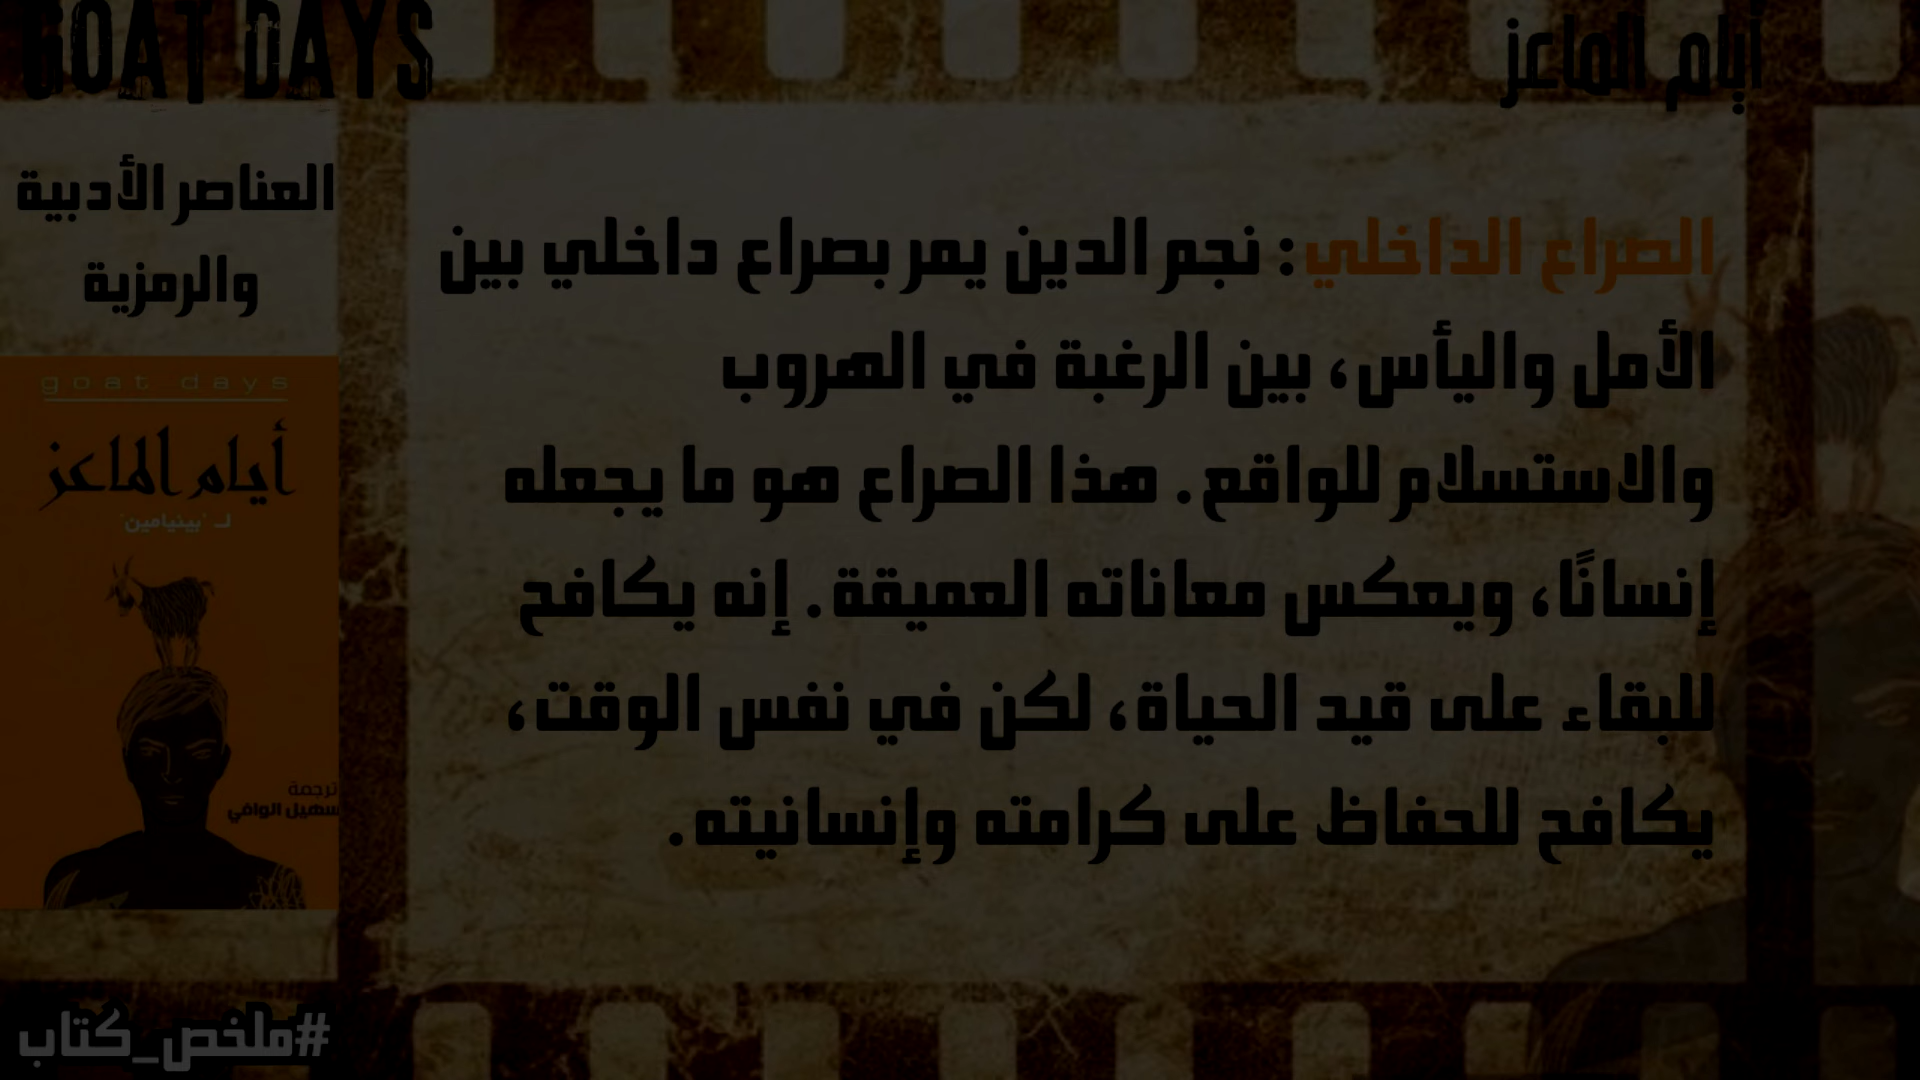 GOAT DAYS
أيام الماعز
العناصر الأدبية
والرمزية
الصراع الداخلي: نجم الدين يمر بصراع داخلي بين
الأمل واليأس، بين الرغبة في الهروب
والاستسلام للواقع. هذا الصراع هو ما يجعله
إنسانًا، ويعكس معاناته العميقة. إنه يكافح
للبقاء على قيد الحياة، لكن في نفس الوقت،
يكافح للحفاظ على كرامته وإنسانيته.
goat days
أيام الماعز
لـ "بينيامين"
ترجمة
سهيل الوافي
#ملخص_كتاب